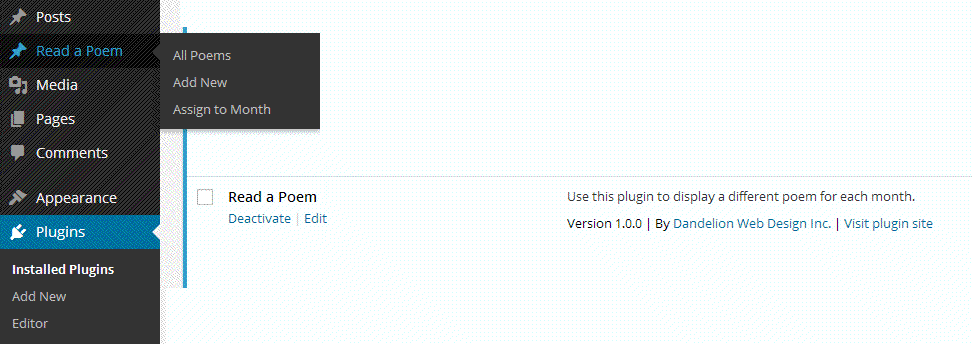 Posts
Read a Poem
Media
Pages
Comments
Appearance
Plugins
Installed Plugins
Add New
Editor
All Poems
Add New
Assign to Month
Read a Poem
Deactivate | Edit
Use this plugin to display a different poem for each month.
Version 1.0.0 | By Dandelion Web Design Inc. | Visit plugin site